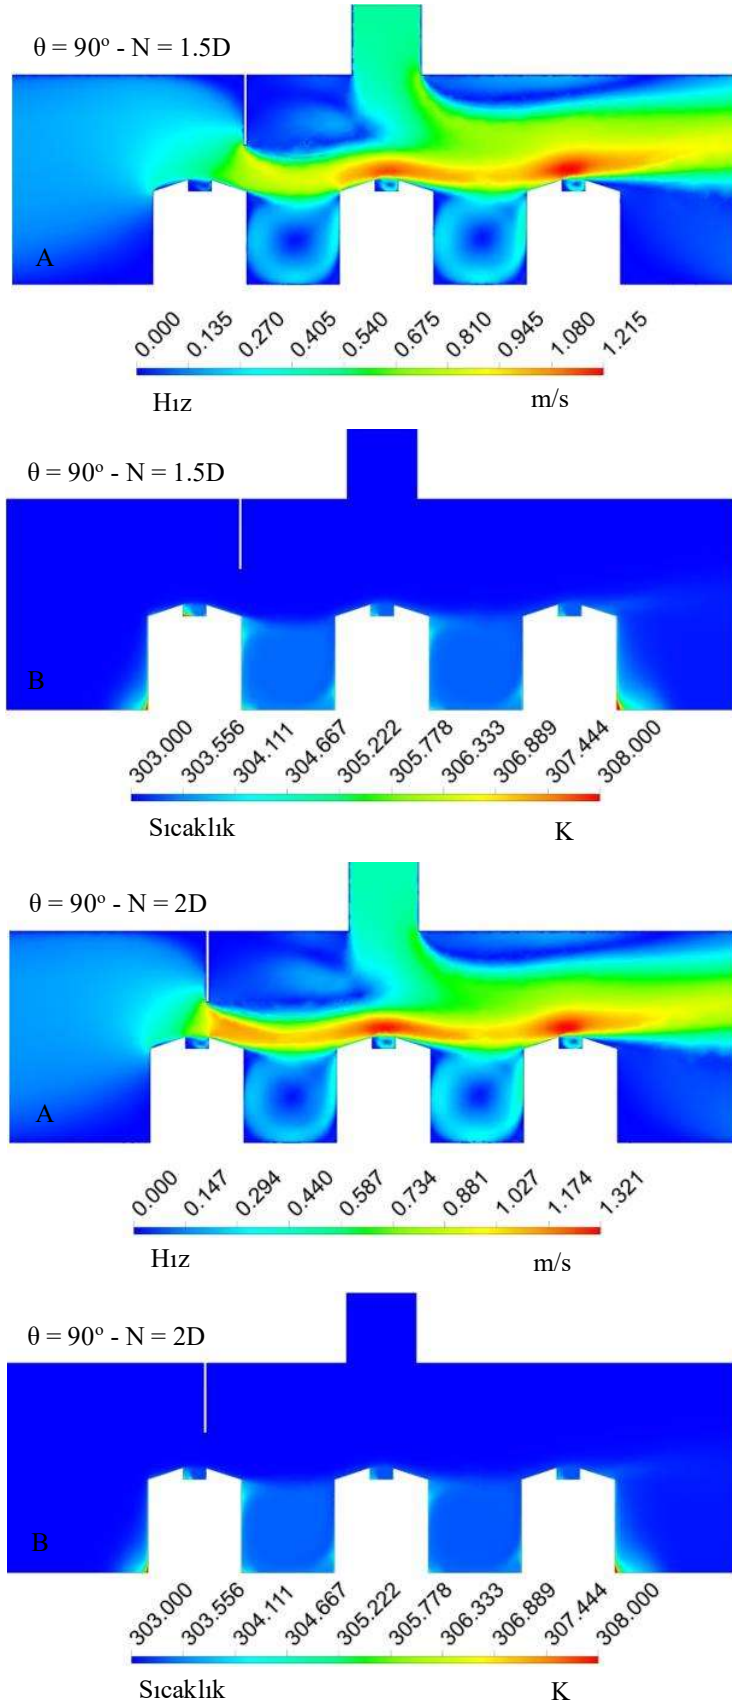 θ = 90º - N = 1.5D
A
0.000 0.135 0.270 0.405 0.540 0.675 0.810 0.945 1.080 1.215
Hız m/s
θ = 90º - N = 1.5D
B
303.000 303.556 304.111 304.667 305.222 305.778 306.333 306.889 307.444 308.000
Sıcaklık K
θ = 90º - N = 2D
A
0.000 0.147 0.294 0.440 0.587 0.734 0.881 1.027 1.174 1.321
Hız m/s
θ = 90º - N = 2D
B
303.000 303.556 304.111 304.667 305.222 305.778 306.333 306.889 307.444 308.000
Sıcaklık K